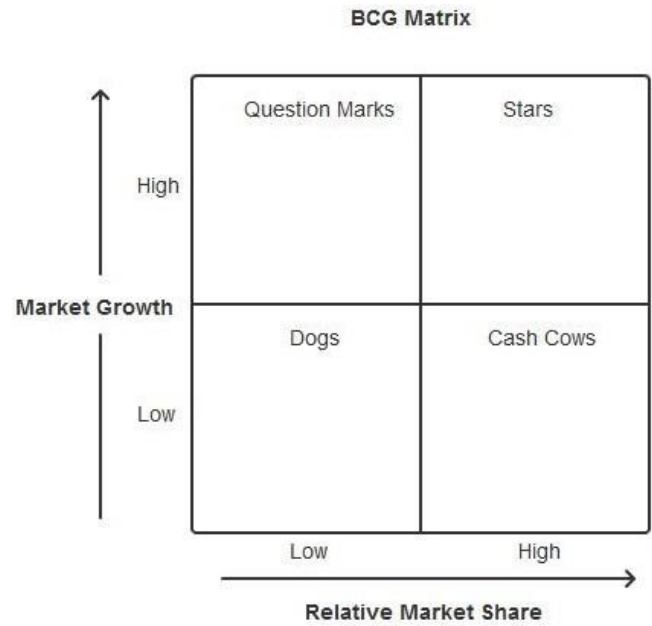 BCG Matrix
Question Marks
Stars
High
Market Growth
Dogs
Cash Cows
Low
Low
High
Relative Market Share